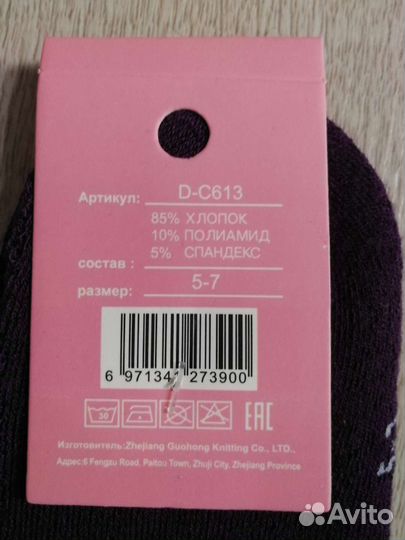 Артикул: D-C613
85% ХЛОПОК
10% ПОЛИАМИД
состав : 5% СПАНДЕКС
размер: 5-7
6 971341 273900
30
EAC
Изготовитель:Zhejiang Guohong Knitting Co., LTD.
Адрес:6 Fengzu Road, Paitou Town, Zhuji City, Zhejiang Province
Avito